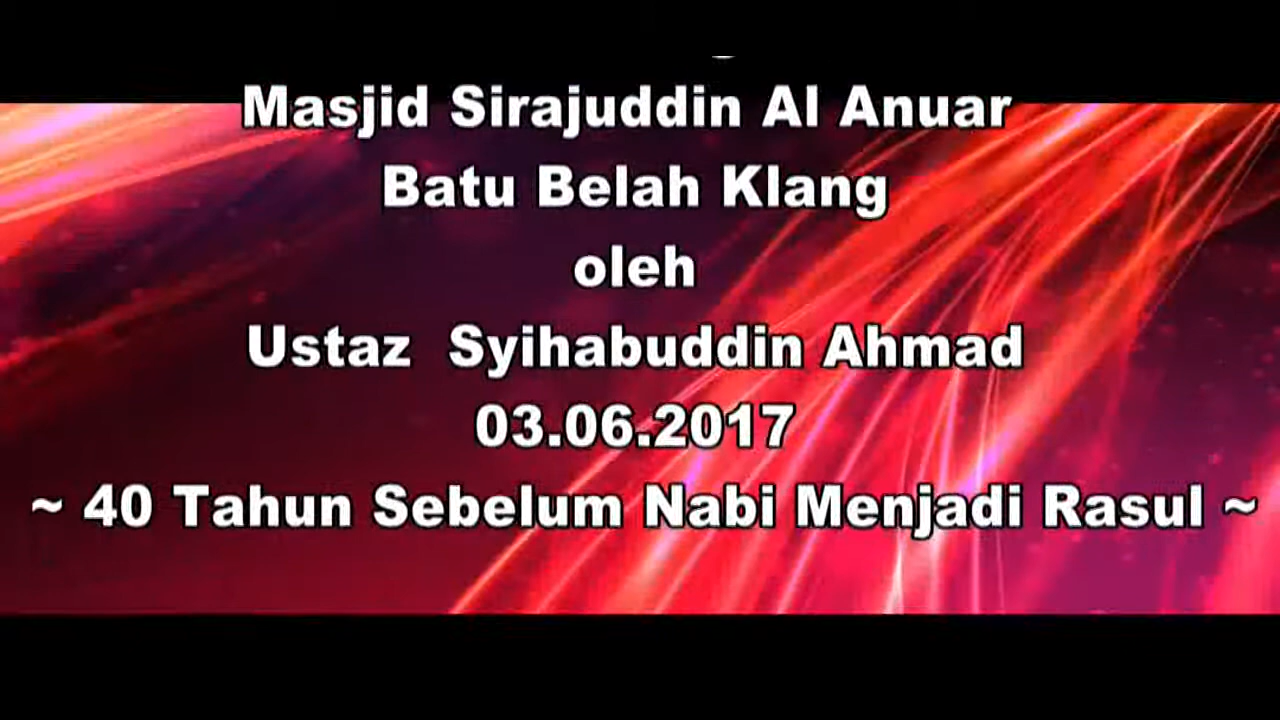 Masjid Sirajuddin Al Anuar
Batu Belah Klang
oleh
Ustaz  Syihabuddin Ahmad
03.06.2017
~ 40 Tahun Sebelum Nabi Menjadi Rasul ~